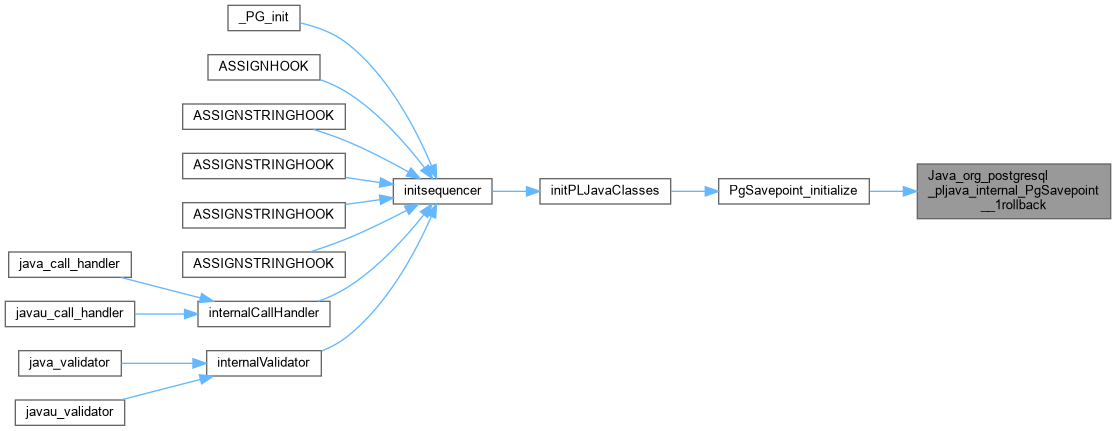 _PG_init
ASSIGNHOOK
ASSIGNSTRINGHOOK
ASSIGNSTRINGHOOK
ASSIGNSTRINGHOOK
ASSIGNSTRINGHOOK
java_call_handler
javau_call_handler
internalCallHandler
java_validator
javau_validator
internalValidator
initsequencer
initPLJavaClasses
PgSavepoint_initialize
Java_org_postgresql
_pljava_internal_PgSavepoint
__1rollback